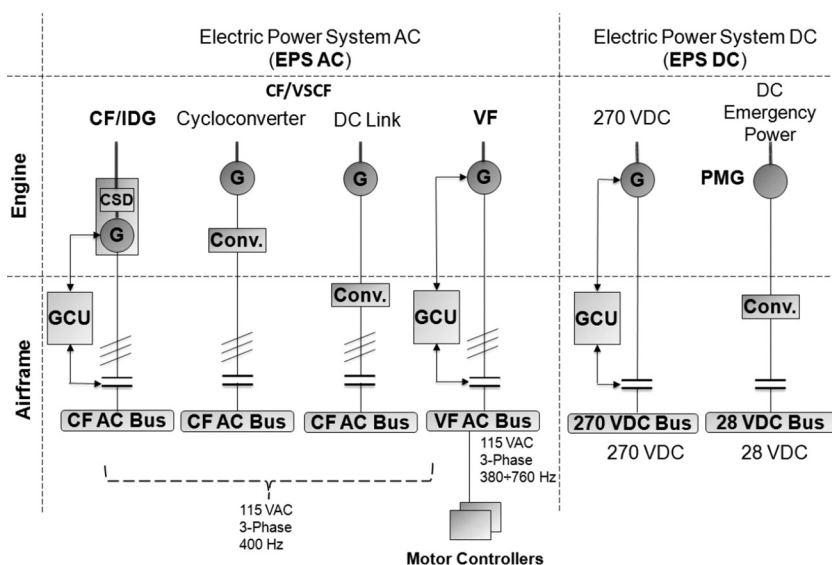 Electric Power System AC
(EPS AC)
Electric Power System DC
(EPS DC)
Engine
Airframe
CF/VSCF
CF/IDG
Cycloconverter
DC Link
VF
270 VDC
DC
Emergency
Power
CSD
G
G
G
G
G
PMG
Conv.
Conv.
Conv.
GCU
GCU
GCU
CF AC Bus
CF AC Bus
CF AC Bus
VF AC Bus
270 VDC Bus
28 VDC Bus
115 VAC
3-Phase
380÷760 Hz
270 VDC
28 VDC
115 VAC
3-Phase
400 Hz
Motor Controllers